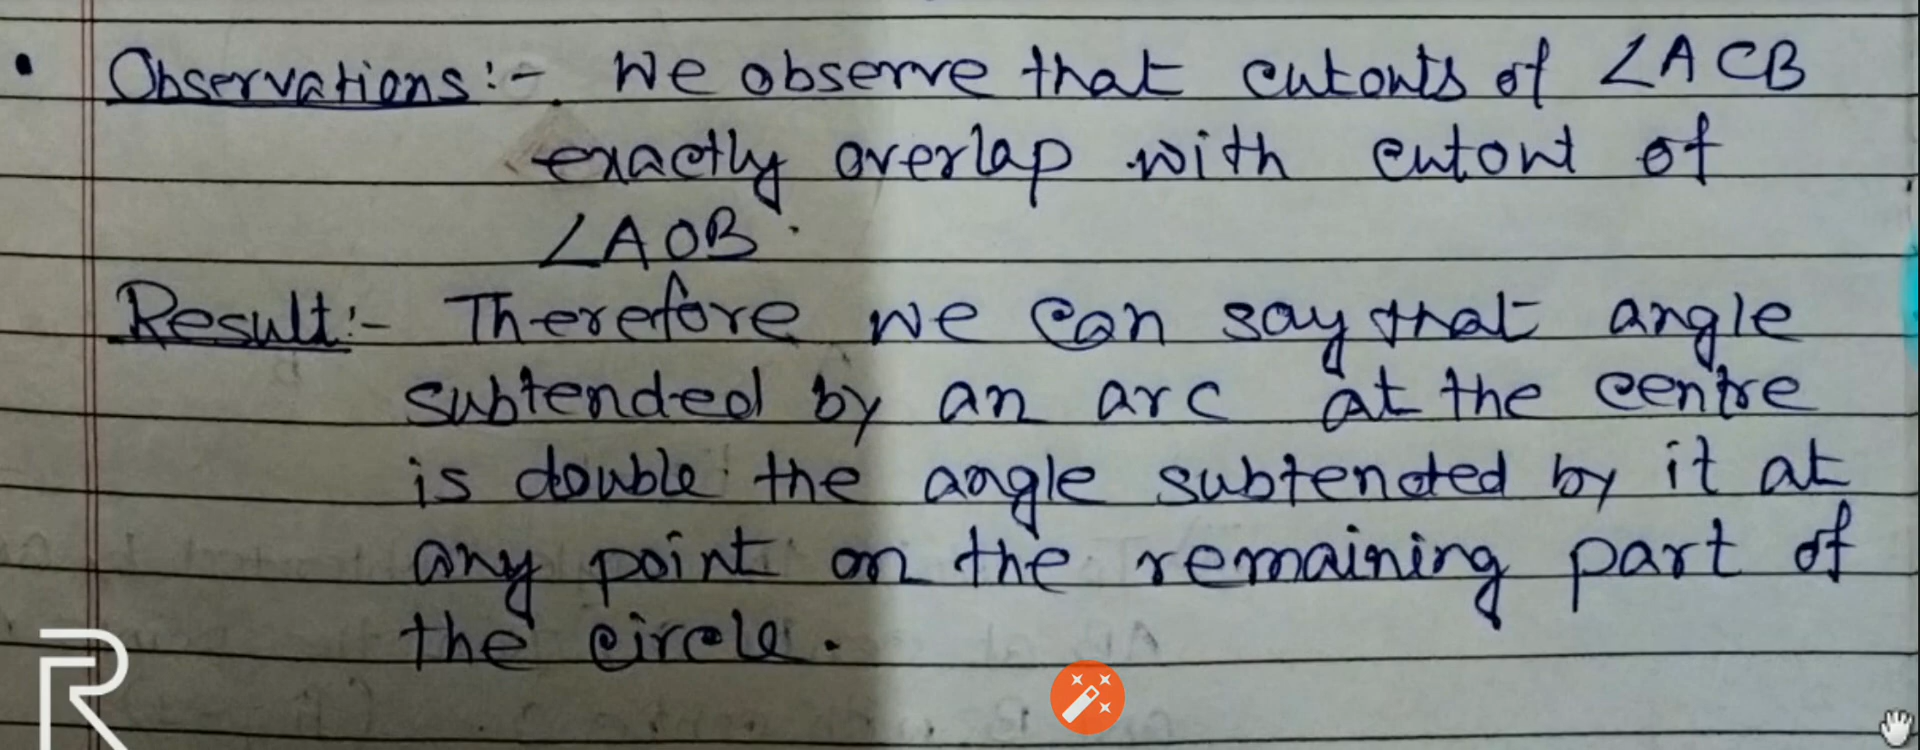 • Observations :- We observe that cutouts of ∠ACB
exactly overlap with cutout of
∠AOB.
Result :- Therefore we can say that angle
subtended by an arc at the centre
is double the angle subtended by it at
any point on the remaining part of
the circle.
R